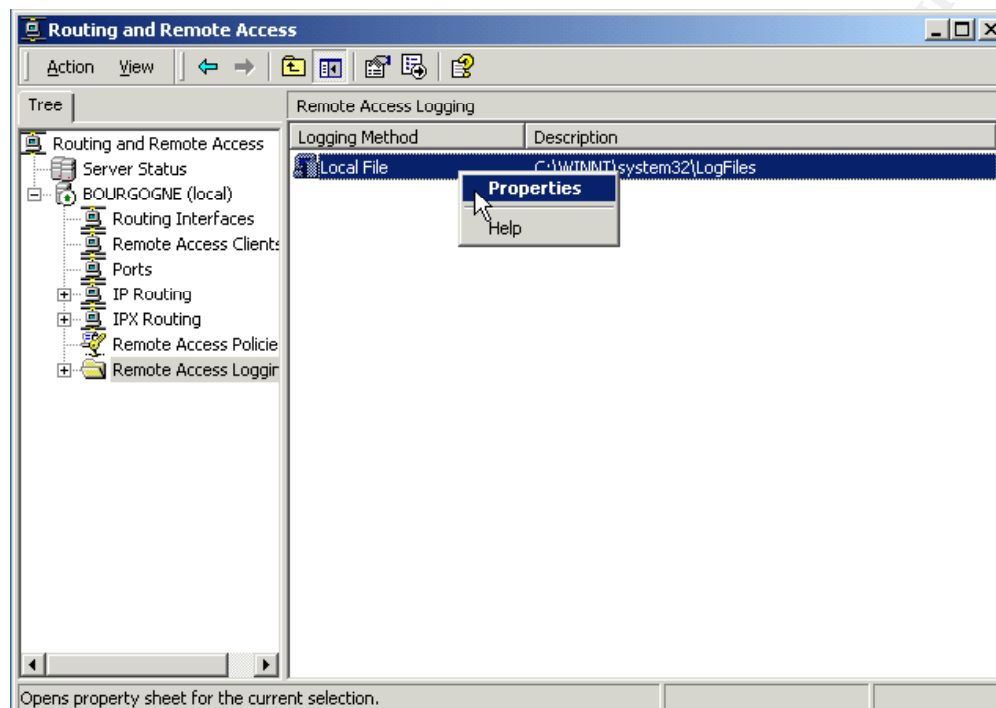 Routing and Remote Access
Action View
Tree
Remote Access Logging
Logging Method Description
Routing and Remote Access
Server Status
BOURGOGNE (local)
Routing Interfaces
Remote Access Clients
Ports
IP Routing
IPX Routing
Remote Access Policie
Remote Access Loggin
Local File C:\WINNT\system32\LogFiles
Properties
Help
Opens property sheet for the current selection.